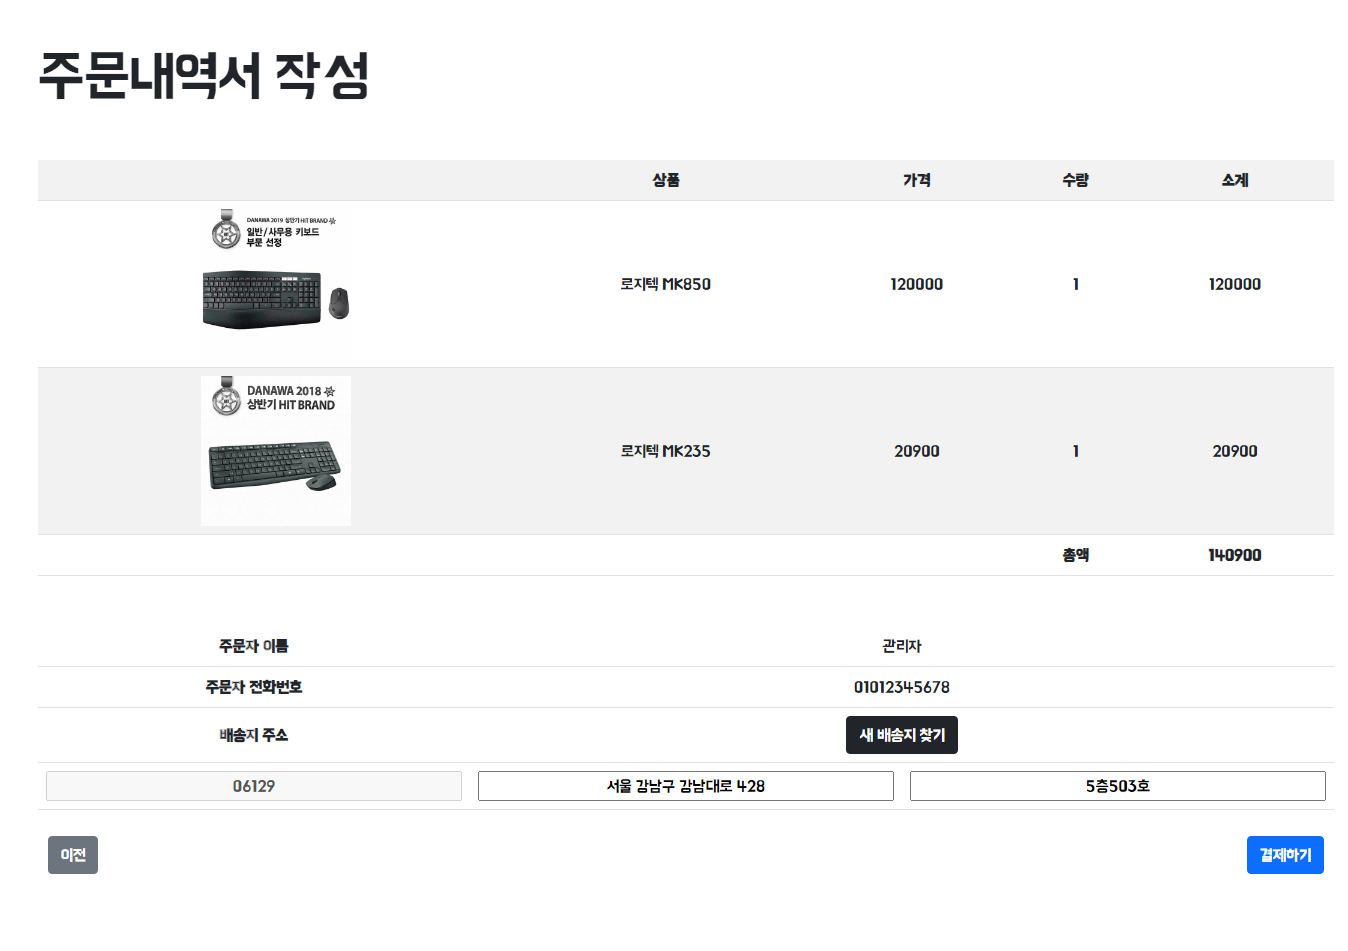 주문내역서 작성
상품 가격 수량 소계
DANAWA 2019 상반기 HIT BRAND
일반/사무용 키보드
부문 선정
로지텍 MK850 120000 1 120000
DANAWA 2018
상반기 HIT BRAND
로지텍 MK235 20900 1 20900
총액 140900
주문자 이름 관리자
주문자 전화번호 01012345678
배송지 주소 새 배송지 찾기
06129 서울 강남구 강남대로 428 5층503호
이전 결제하기